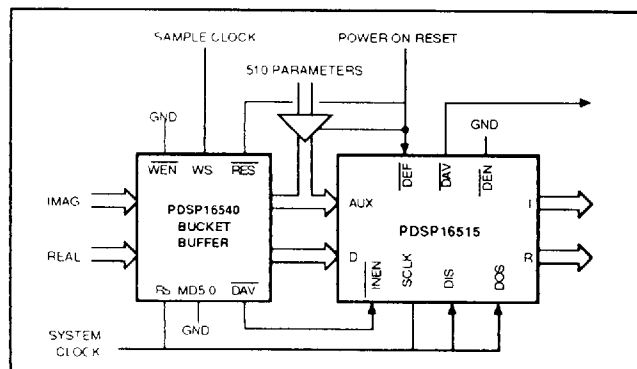 SAMPLE CLOCK
POWER ON RESET
510 PARAMETERS
GND
GND
WEN WS RES
DEF DAV DEN
IMAG
PDSP16540
BUCKET
BUFFER
AUX
PDSP16515
I
REAL
D
R
INEN SCLK DIS DOS
RS MD5:0 DAV
GND
SYSTEM
CLOCK